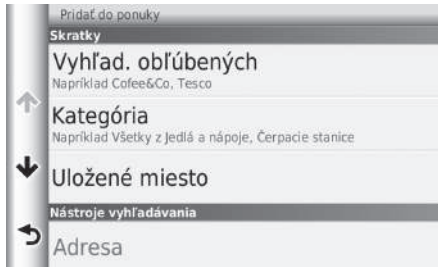 Pridať do ponuky
Skratky
Vyhľad. obľúbených
Napríklad Cofee&Co, Tesco
Kategória
Napríklad Všetky z Jedlá a nápoje, Čerpacie stanice
Uložené miesto
Nástroje vyhľadávania
Adresa